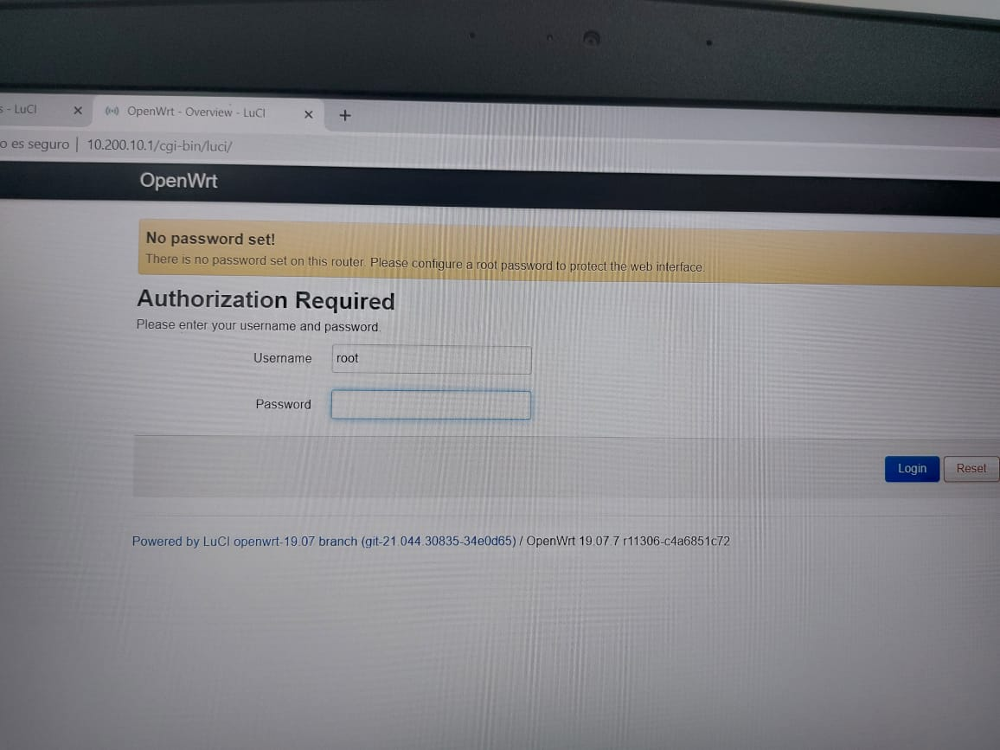 s - LuCI
OpenWrt - Overview - LuCI
o es seguro | 10.200.10.1/cgi-bin/luci/
OpenWrt
No password set!
There is no password set on this router. Please configure a root password to protect the web interface.
Authorization Required
Please enter your username and password.
Username root
Password
Login Reset
Powered by LuCI openwrt-19.07 branch (git-21.044.30835-34e0d65) / OpenWrt 19.07.7 r11306-c4a6851c72